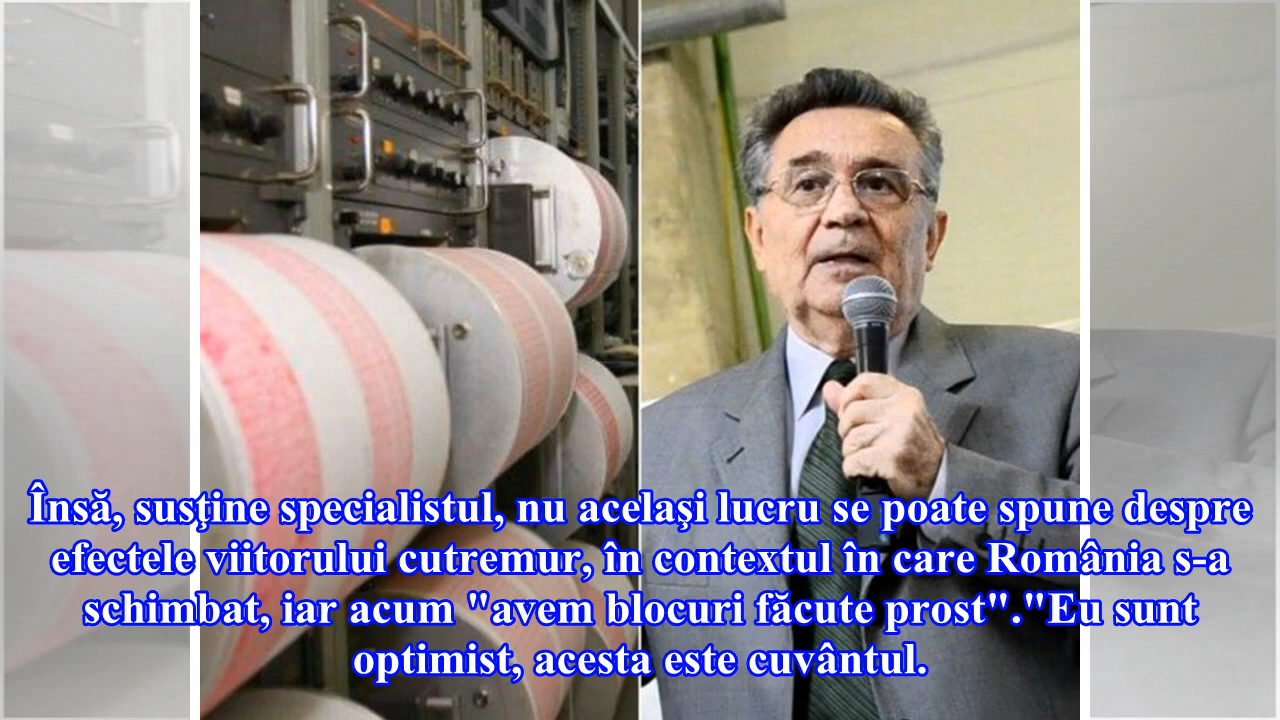 Însă, susţine specialistul, nu acelaşi lucru se poate spune despre
efectele viitorului cutremur, în contextul în care România s-a
schimbat, iar acum "avem blocuri făcute prost"."Eu sunt
optimist, acesta este cuvântul.